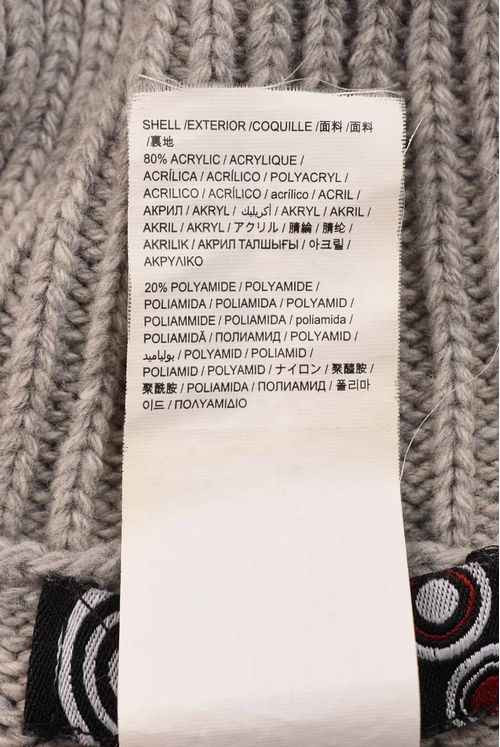 SHELL /EXTERIOR /COQUILLE /面料 /面料
/裏地
80% ACRYLIC / ACRYLIQUE /
ACRÍLICA / ACRÍLICO / POLYACRYL /
ACRILICO / ACRÍLICO / acrílico / ACRIL /
АКРИЛ / AKRYL / أكريليك / AKRYL / AKRIL /
AKRIL / AKRYL / アクリル / 腈綸 / 腈纶 /
AKRILIK / АКРИЛ ТАЛШЫҒЫ / 아크릴 /
ΑΚΡΥΛΙΚΟ
20% POLYAMIDE / POLYAMIDE /
POLIAMIDA / POLIAMIDA / POLYAMID /
POLIAMMIDE / POLIAMIDA / poliamida /
POLIAMIDĂ / ПОЛИАМИД / POLYAMID /
بولياميد / POLYAMID / POLIAMID /
POLIAMID / POLYAMID / ナイロン / 聚醯胺 /
聚酰胺 / POLIAMIDA / ПОЛИАМИД / 폴리아
미드 / ΠΟΛΥΑΜΙΔΙΟ